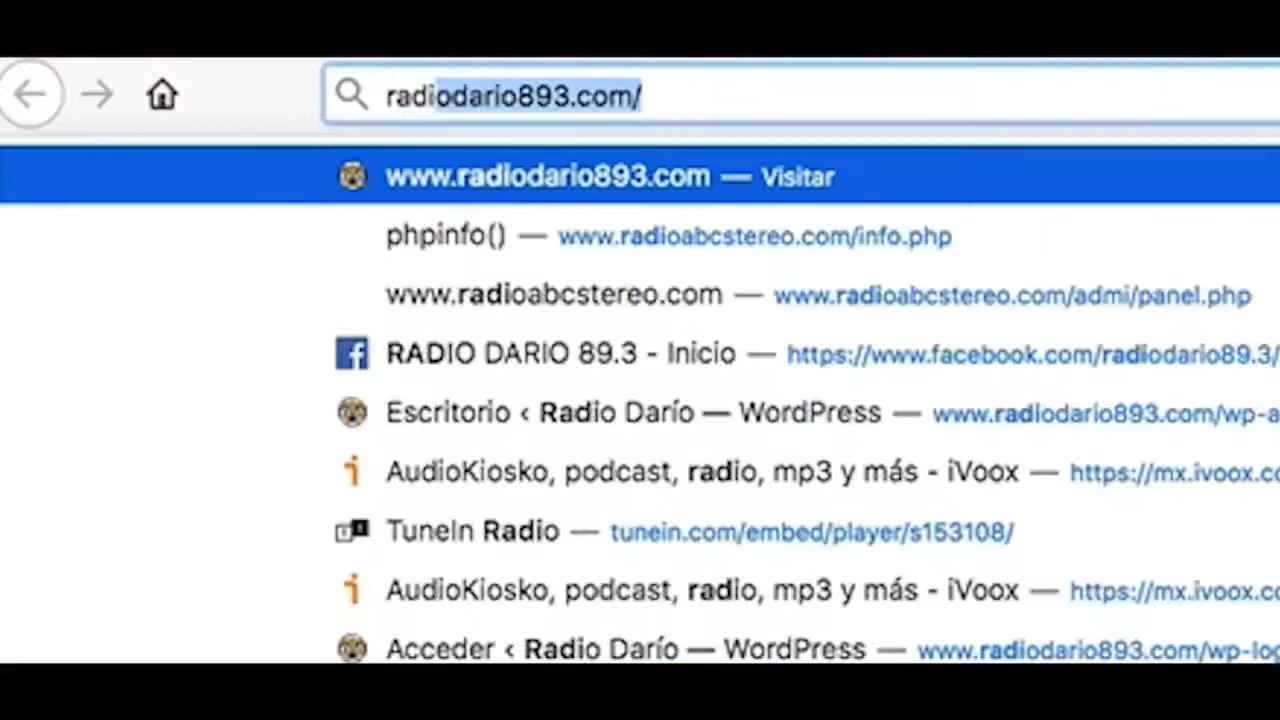 radiodario893.com/
www.radiodario893.com — Visitar
phpinfo() — www.radioabcstereo.com/info.php
www.radioabcstereo.com — www.radioabcstereo.com/admi/panel.php
RADIO DARIO 89.3 - Inicio — https://www.facebook.com/radiodario89.3/
Escritorio ‹ Radio Darío — WordPress — www.radiodario893.com/wp-a
AudioKiosko, podcast, radio, mp3 y más - iVoox — https://mx.ivoox.co
TuneIn Radio — tunein.com/embed/player/s153108/
AudioKiosko, podcast, radio, mp3 y más - iVoox — https://mx.ivoox.co
Acceder ‹ Radio Darío — WordPress — www.radiodario893.com/wp-log